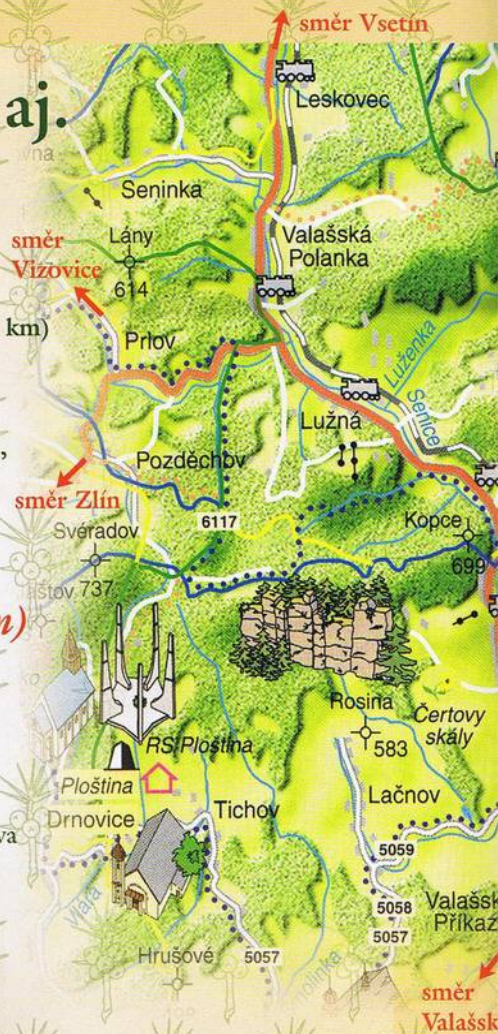 směr Vsetín
aj.
Leskovec
Seninka
Lány
614
Valašská
Polanka
směr
Vizovice
km)
Prlov
Luženka
Senice
Lužná
Pozděchov
,
směr Zlín
6117
Kopce
699
Svéradov
737
Rosina
583
Čertovy
skály
RS Ploština
Ploština
Lačnov
Drnovice
Tichov
5059
va
5058
5057
Valašsk
Příkaz
Hrušové
5057
směr
Valašsk